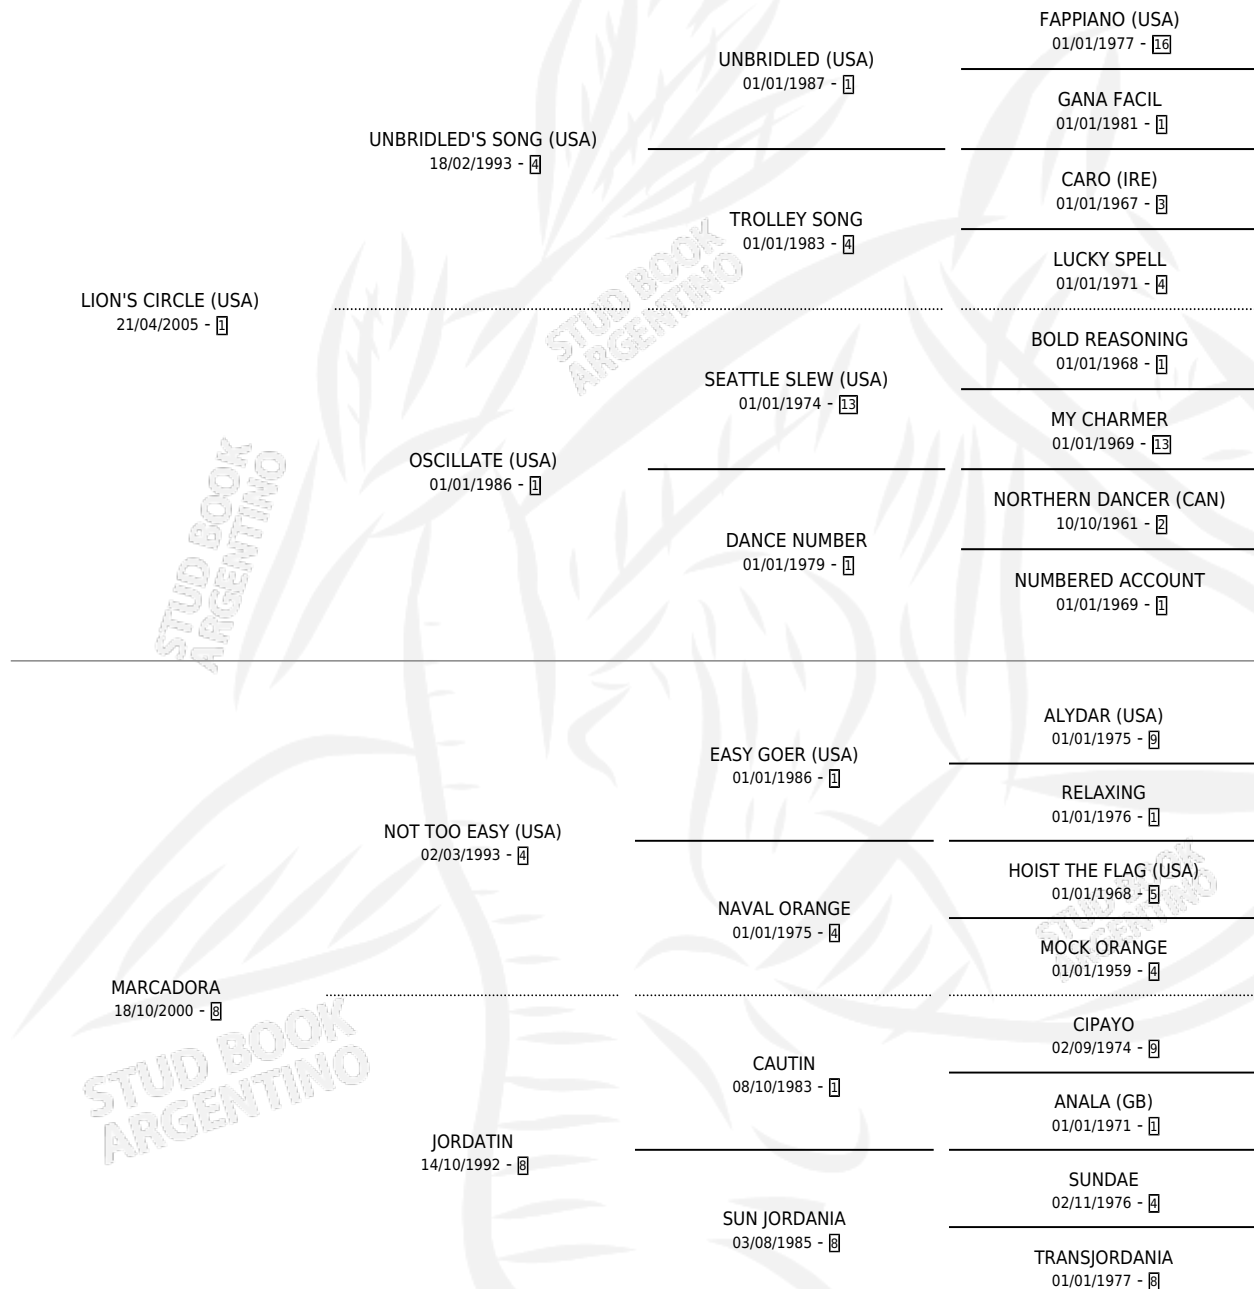 FAPPIANO (USA)
01/01/1977 - 16
UNBRIDLED (USA)
01/01/1987 - 1
GANA FACIL
01/01/1981 - 1
UNBRIDLED'S SONG (USA)
18/02/1993 - 4
CARO (IRE)
01/01/1967 - 3
TROLLEY SONG
01/01/1983 - 4
LUCKY SPELL
01/01/1971 - 4
LION'S CIRCLE (USA)
21/04/2005 - 1
BOLD REASONING
01/01/1968 - 1
SEATTLE SLEW (USA)
01/01/1974 - 13
MY CHARMER
01/01/1969 - 13
OSCILLATE (USA)
01/01/1986 - 1
NORTHERN DANCER (CAN)
10/10/1961 - 2
DANCE NUMBER
01/01/1979 - 1
NUMBERED ACCOUNT
01/01/1969 - 1
ALYDAR (USA)
01/01/1975 - 9
EASY GOER (USA)
01/01/1986 - 1
RELAXING
01/01/1976 - 1
NOT TOO EASY (USA)
02/03/1993 - 4
HOIST THE FLAG (USA)
01/01/1968 - 5
NAVAL ORANGE
01/01/1975 - 4
MOCK ORANGE
01/01/1959 - 4
MARCADORA
18/10/2000 - 8
CIPAYO
02/09/1974 - 9
CAUTIN
08/10/1983 - 1
ANALA (GB)
01/01/1971 - 1
JORDATIN
14/10/1992 - 8
SUNDAE
02/11/1976 - 4
SUN JORDANIA
03/08/1985 - 8
TRANSJORDANIA
01/01/1977 - 8
STUD BOOK
ARGENTINO
STUD BOOK
ARGENTINO
STUD BOOK
ARGENTINO
STUD BOOK
ARGENTINO